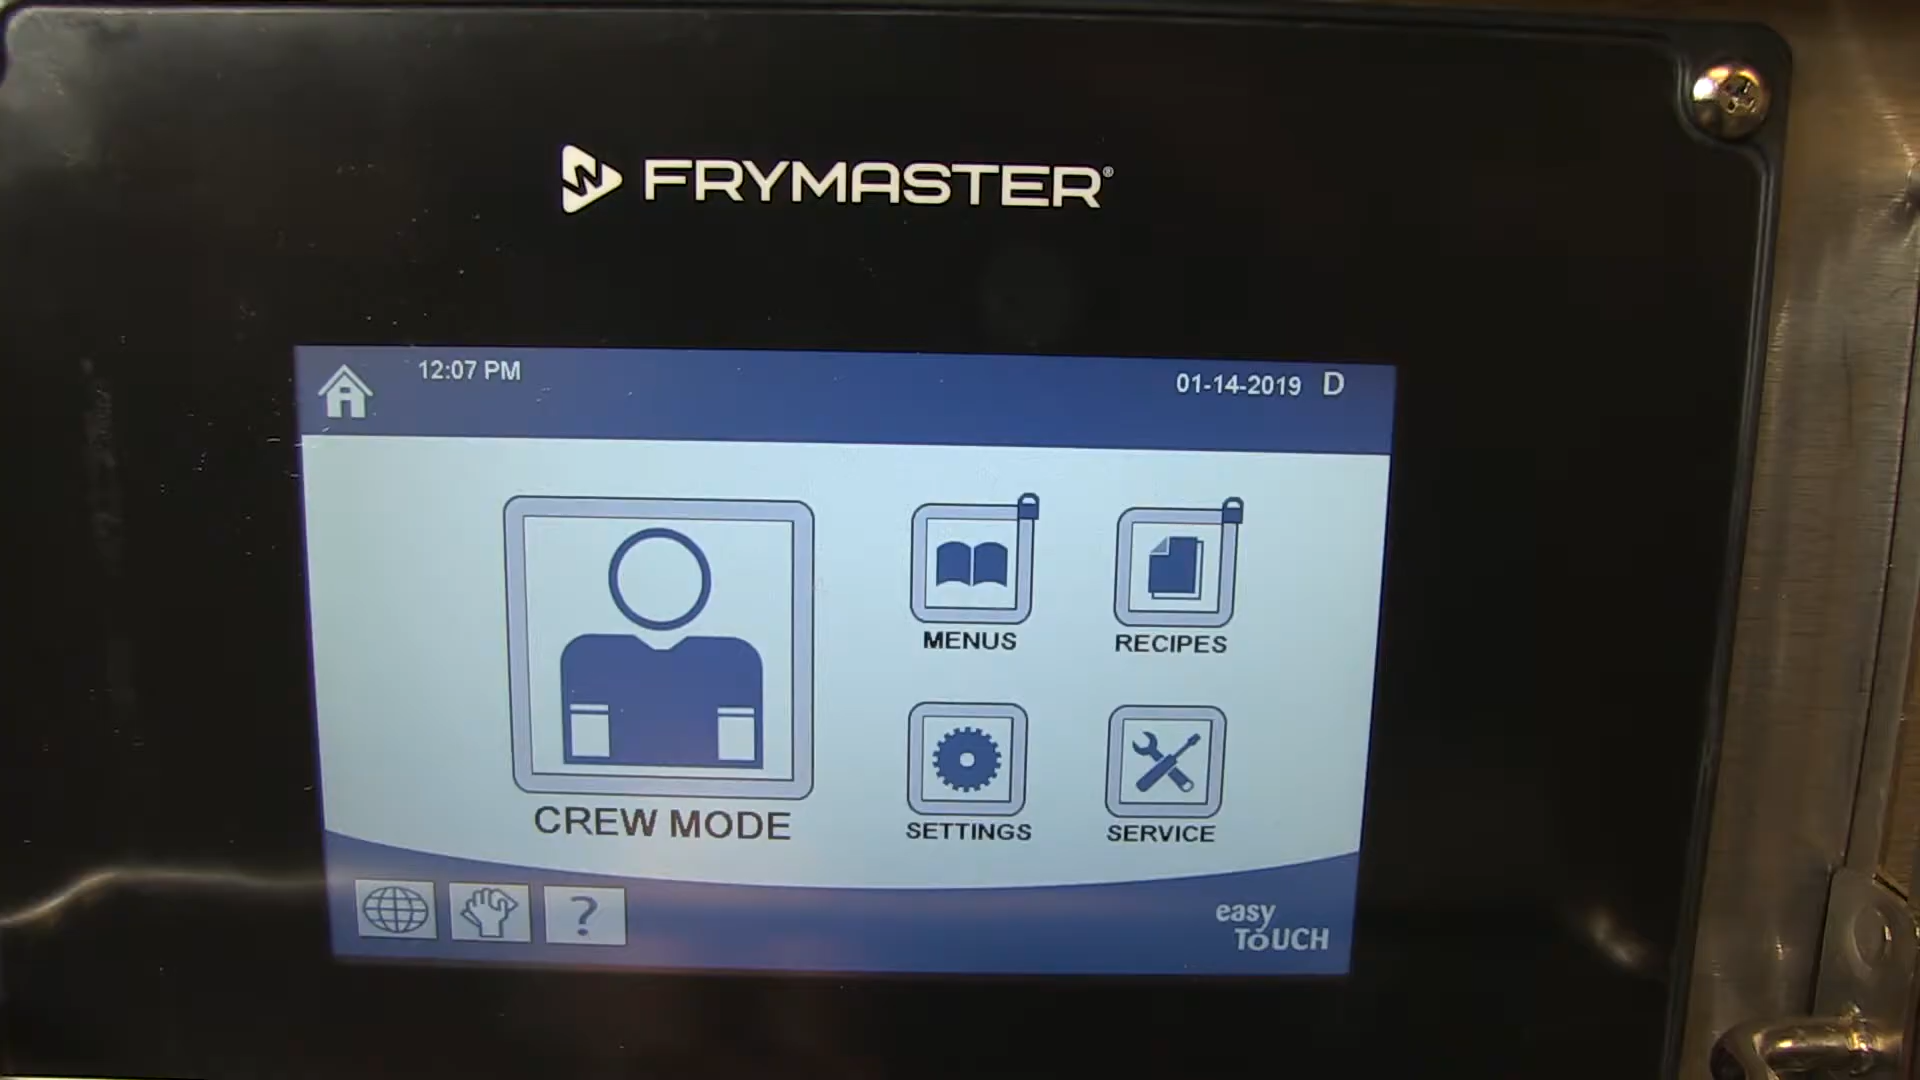 FRYMASTER®
12:07 PM
01-14-2019 D
MENUS
RECIPES
CREW MODE
SETTINGS
SERVICE
?
easy
ToUCH